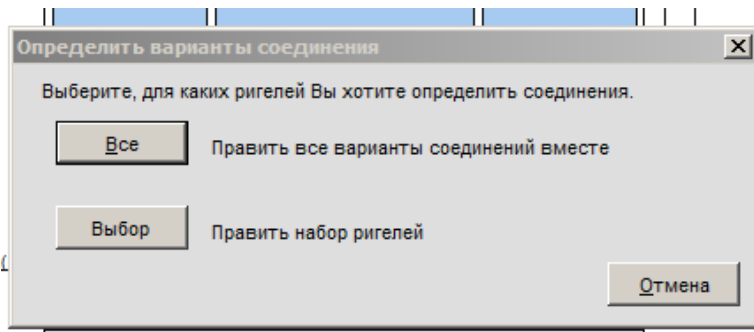 Определить варианты соединения
Выберите, для каких ригелей Вы хотите определить соединения.
Все
Править все варианты соединений вместе
Выбор
Править набор ригелей
Отмена